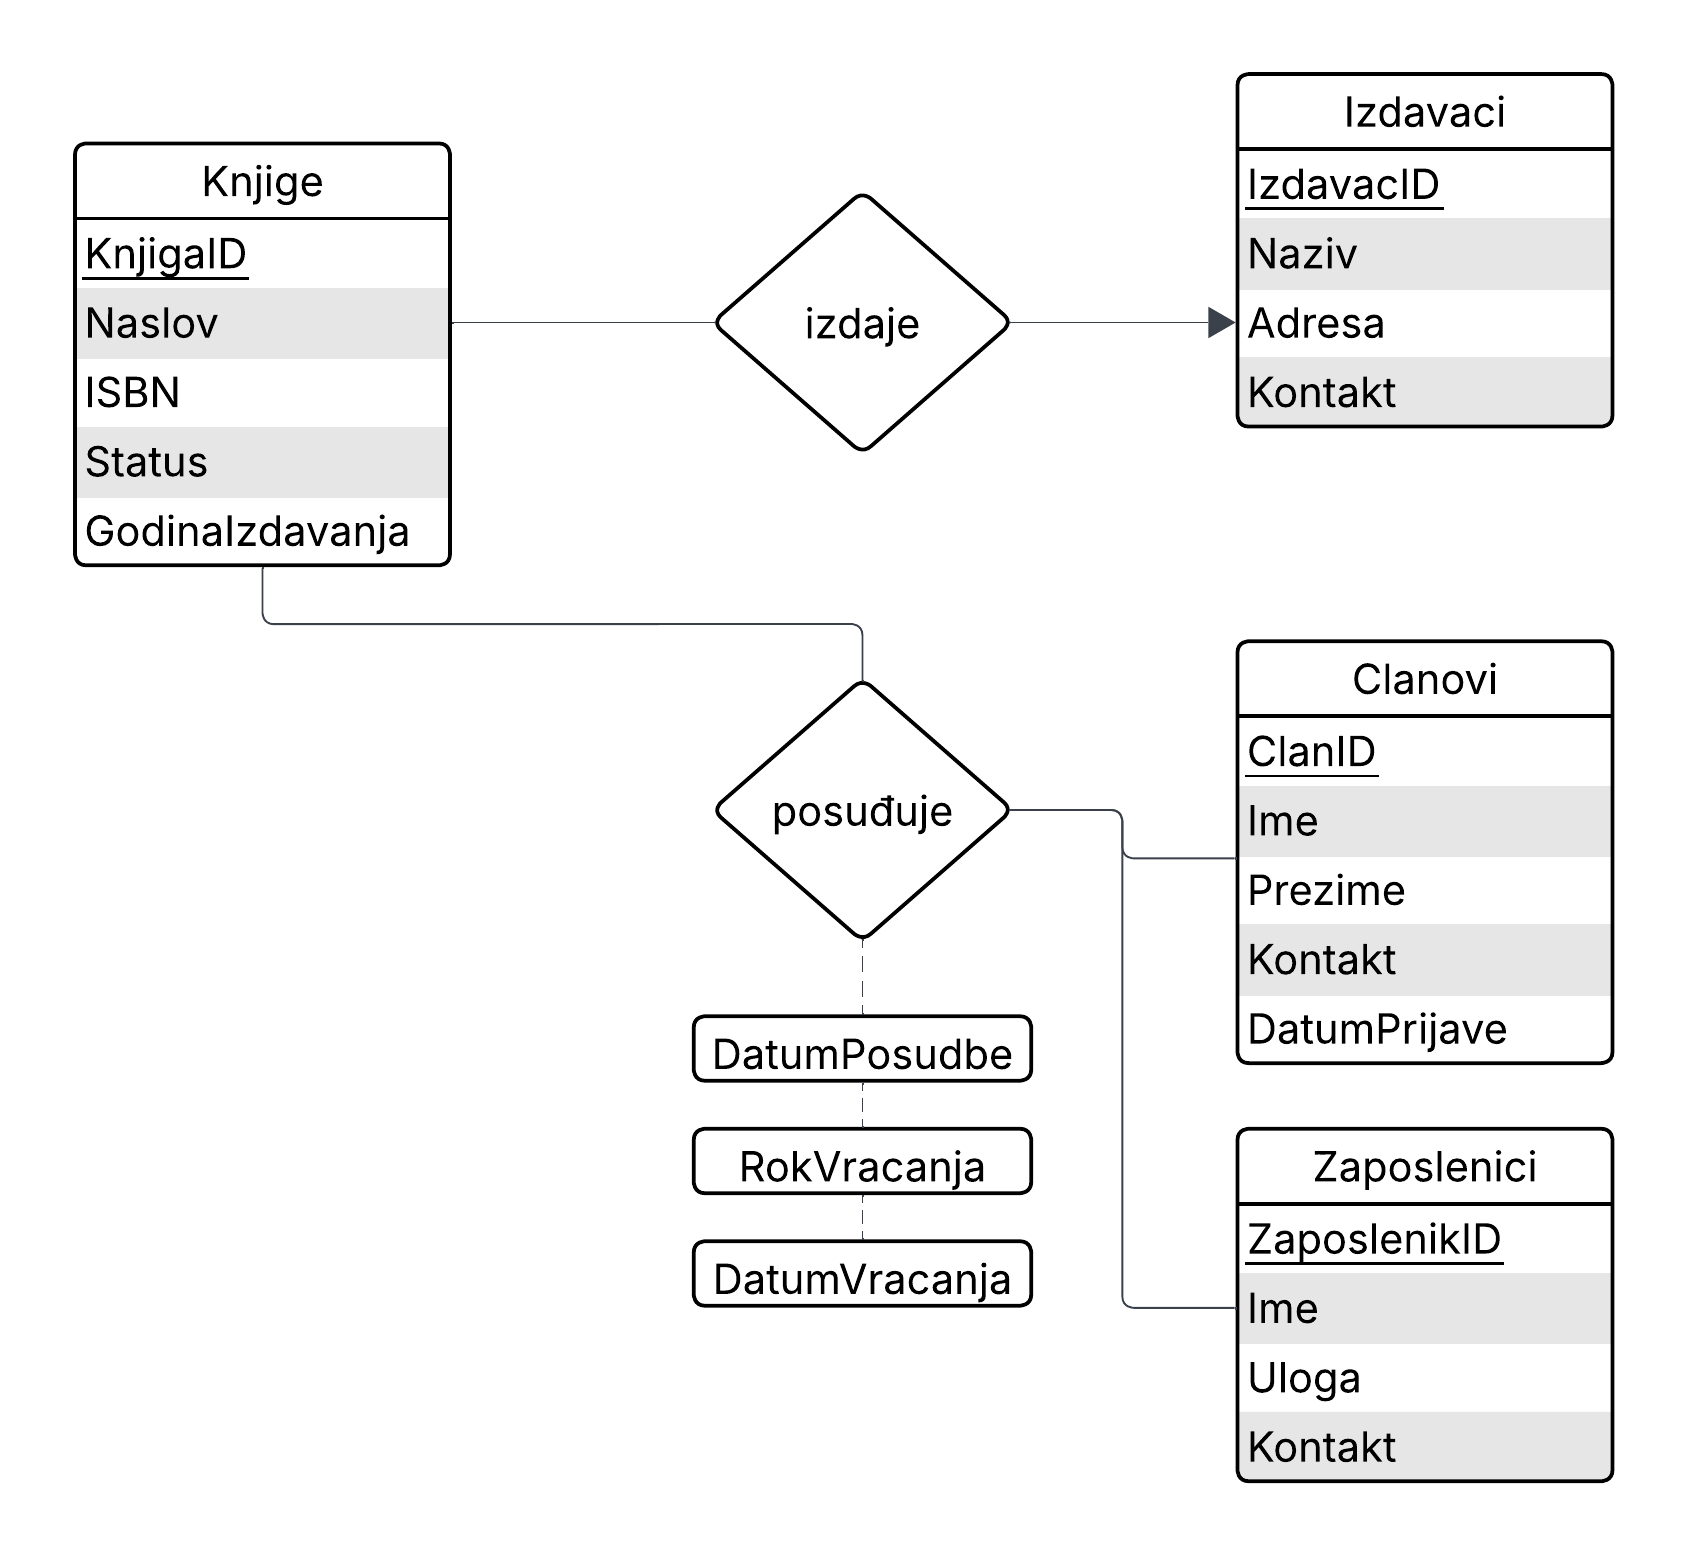 Knjige
KnjigaID
Naslov
ISBN
Status
GodinaIzdavanja
izdaje
Izdavaci
IzdavacID
Naziv
Adresa
Kontakt
posuđuje
DatumPosudbe
RokVracanja
DatumVracanja
Clanovi
ClanID
Ime
Prezime
Kontakt
DatumPrijave
Zaposlenici
ZaposlenikID
Ime
Uloga
Kontakt